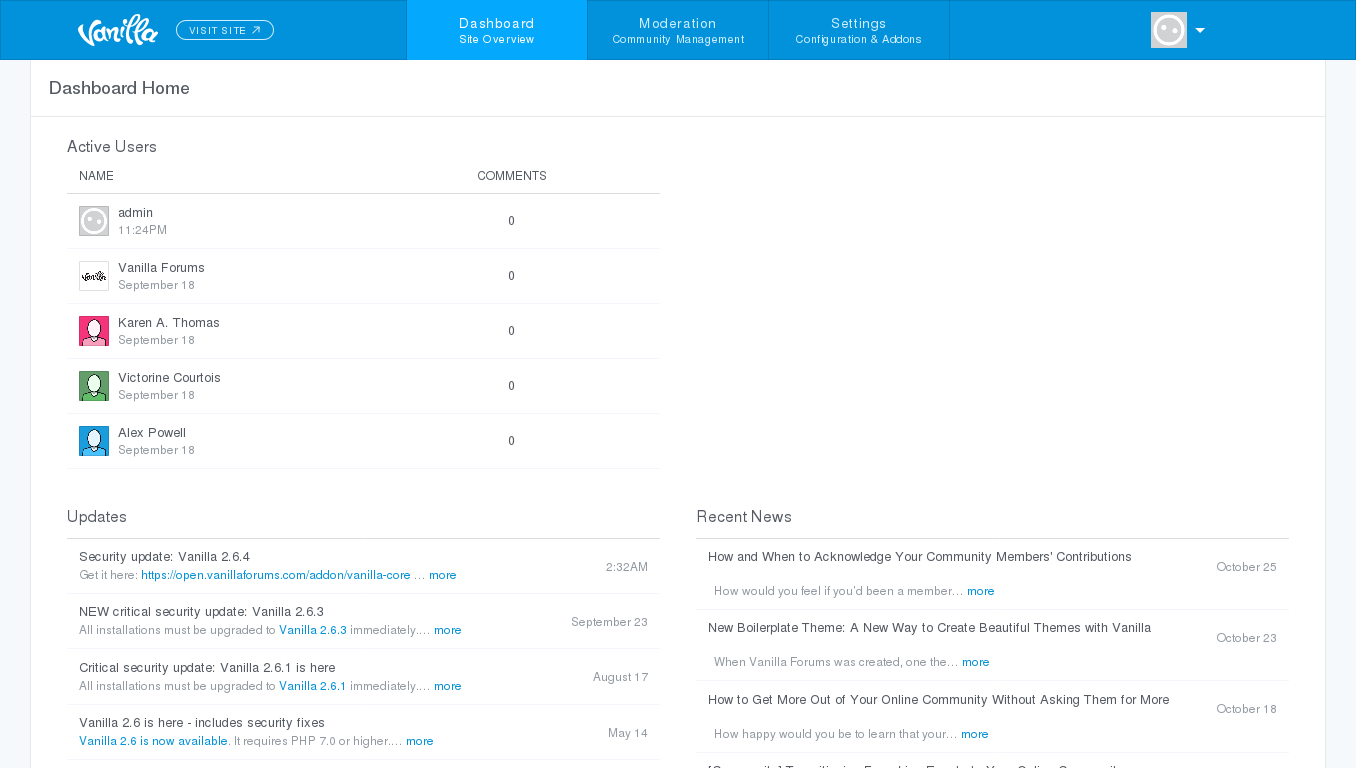 Vanilla
VISIT SITE
Dashboard
Site Overview
Moderation
Community Management
Settings
Configuration & Addons
Dashboard Home
Active Users
NAME COMMENTS
admin
11:24PM
0
Vanilla
Vanilla Forums
September 18
0
Karen A. Thomas
September 18
0
Victorine Courtois
September 18
0
Alex Powell
September 18
0
Updates
Security update: Vanilla 2.6.4
Get it here: https://open.vanillaforums.com/addon/vanilla-core … more
2:32AM
NEW critical security update: Vanilla 2.6.3
All installations must be upgraded to Vanilla 2.6.3 immediately.… more
September 23
Critical security update: Vanilla 2.6.1 is here
All installations must be upgraded to Vanilla 2.6.1 immediately.… more
August 17
Vanilla 2.6 is here - includes security fixes
Vanilla 2.6 is now available. It requires PHP 7.0 or higher.… more
May 14
Recent News
How and When to Acknowledge Your Community Members' Contributions
October 25
How would you feel if you'd been a member… more
New Boilerplate Theme: A New Way to Create Beautiful Themes with Vanilla
October 23
When Vanilla Forums was created, one the… more
How to Get More Out of Your Online Community Without Asking Them for More
October 18
How happy would you be to learn that your… more